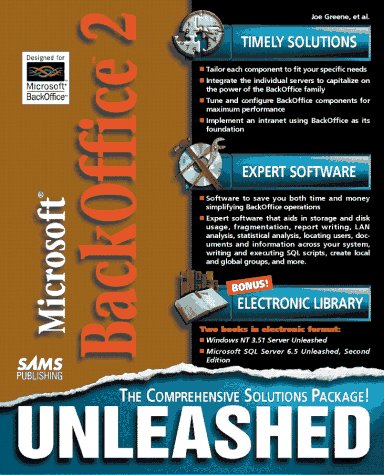 Joe Greene, et al.
Designed for
Microsoft®
BackOffice™
Microsoft®
BackOffice™ 2
TIMELY SOLUTIONS
Tailor each component to fit your specific needs
Integrate the individual servers to capitalize on
the power of the BackOffice family
Tune and configure BackOffice components for
maximum performance
Implement an intranet using BackOffice as its
foundation
EXPERT SOFTWARE
Software to save you both time and money
simplifying BackOffice operations
Expert software that aids in storage and disk
usage, fragmentation, report writing, LAN
analysis, statistical analysis, locating users, doc-
uments and information across your system,
writing and executing SQL scripts, create local
and global groups, and more.
BONUS!
ELECTRONIC LIBRARY
Two books in electronic format:
Windows NT 3.51 Server Unleashed
Microsoft SQL Server 6.5 Unleashed, Second
Edition
SAMS
PUBLISHING
THE COMPREHENSIVE SOLUTIONS PACKAGE!
UNLEASHED